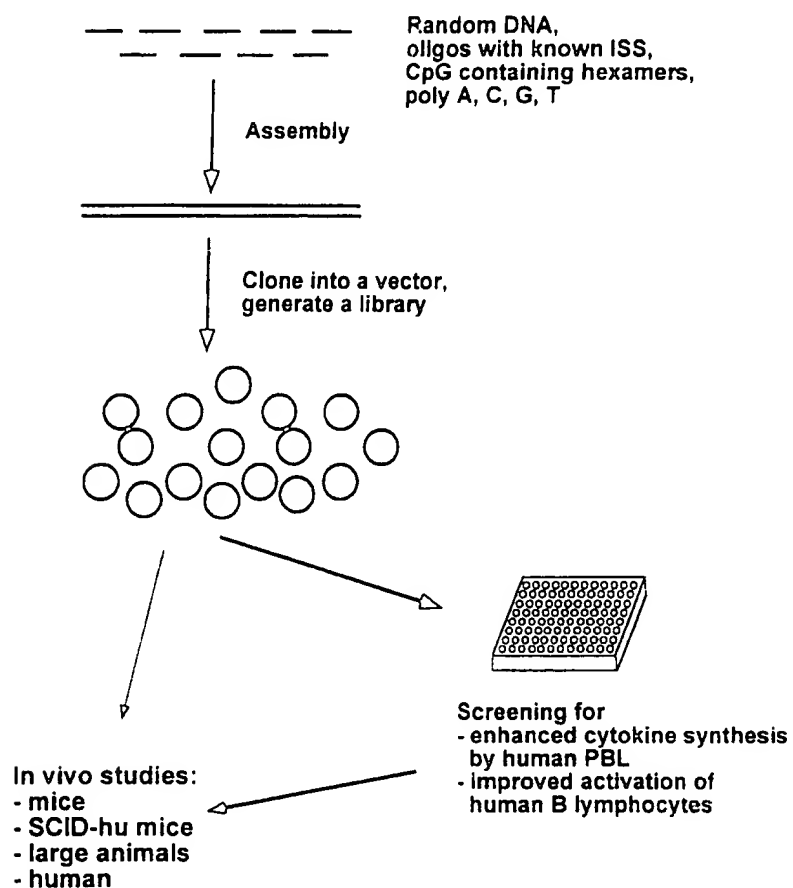 Random DNA,
oligos with known ISS,
CpG containing hexamers,
poly A, C, G, T
Assembly
Clone into a vector,
generate a library
Screening for
- enhanced cytokine synthesis
by human PBL
- improved activation of
human B lymphocytes
In vivo studies:
- mice
- SCID-hu mice
- large animals
- human